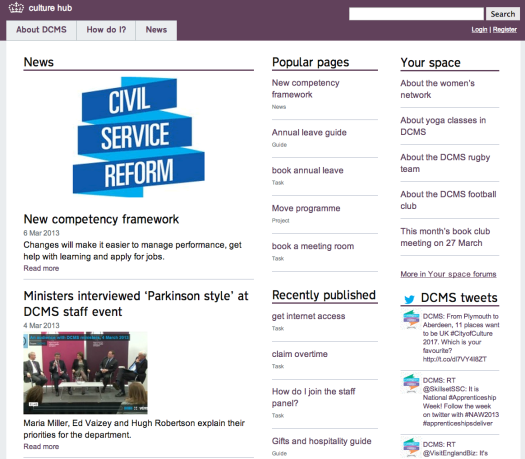 culture hub
Search
About DCMS
How do I?
News
Login | Register
News
CIVIL
SERVICE
REFORM
New competency framework
6 Mar 2013
Changes will make it easier to manage performance, get
help with learning and apply for jobs.
Read more
Ministers interviewed ‘Parkinson style’ at
DCMS staff event
4 Mar 2013
An audience with DCMS ministers, 4 March 2013
Maria Miller, Ed Vaizey and Hugh Robertson explain their
priorities for the department.
Read more
Popular pages
New competency
framework
News
Annual leave guide
Guide
book annual leave
Task
Move programme
Project
book a meeting room
Task
Recently published
get internet access
Task
claim overtime
Task
How do I join the staff
panel?
Task
Gifts and hospitality guide
Guide
Your space
About the women's
network
About yoga classes in
DCMS
About the DCMS rugby
team
About the DCMS football
club
This month's book club
meeting on 27 March
More in Your space forums
DCMS tweets
DCMS: From Plymouth to
Aberdeen, 11 places want
to be UK #CityofCulture
2017. Which is your
favourite?
http://t.co/dI7VY4I8ZT
DCMS: RT
@SkillsetSSC: It is
National #Apprenticeship
Week! Follow the week
on twitter with #NAW2013
#apprenticeshipsdeliver
DCMS: RT
@VisitEnglandBiz: It's